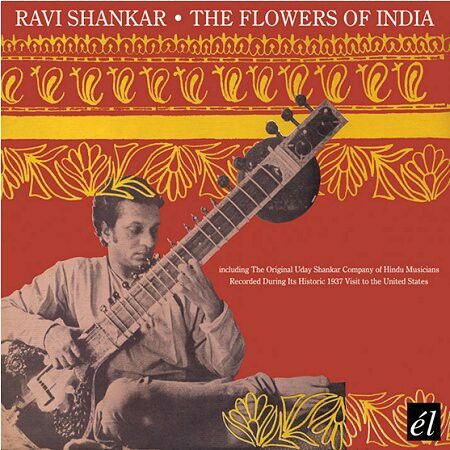 RAVI SHANKAR • THE FLOWERS OF INDIA
including The Original Uday Shankar Company of Hindu Musicians
Recorded During Its Historic 1937 Visit to the United States
él